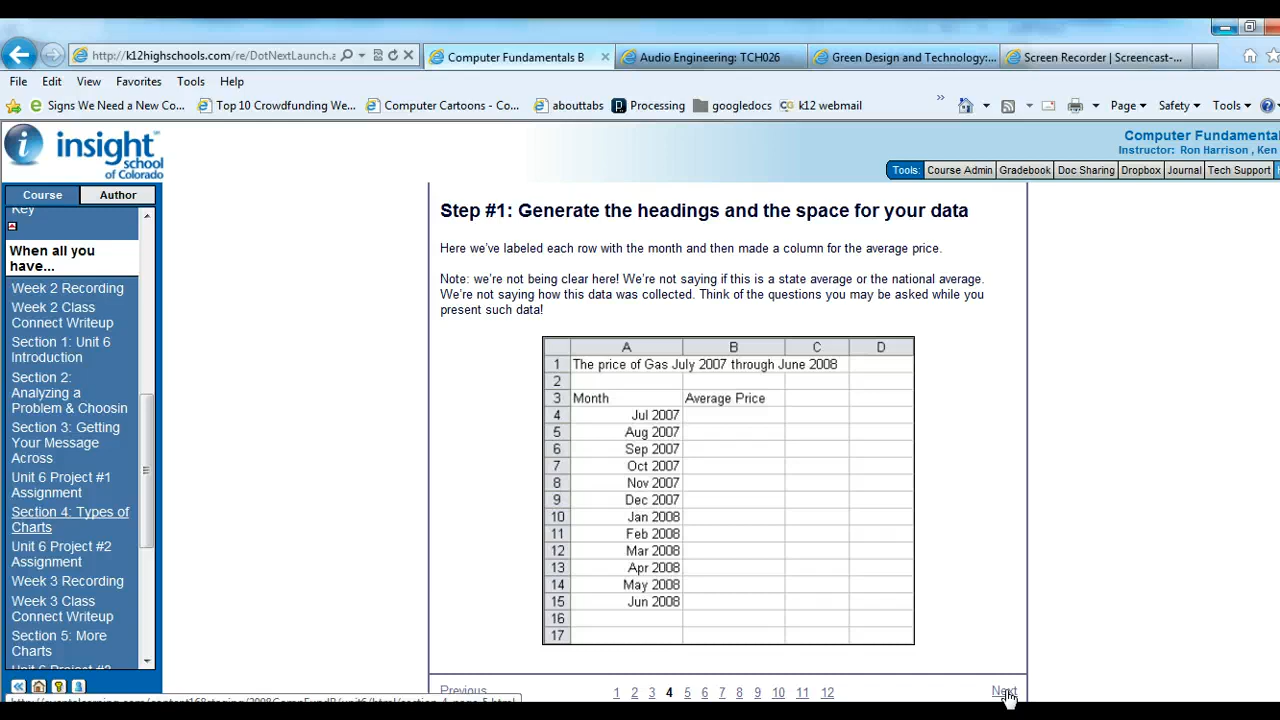 http://k12highschools.com/re/DotNextLaunch.a
Computer Fundamentals B
Audio Engineering: TCH026
Green Design and Technology:...
Screen Recorder | Screencast-...
File Edit View Favorites Tools Help
Signs We Need a New Co...
Top 10 Crowdfunding We...
Computer Cartoons - Co...
abouttabs
Processing
googledocs
k12 webmail
Page
Safety
Tools
insight
school
of Colorado
Computer Fundamenta
Instructor: Ron Harrison, Ken
Tools: Course Admin Gradebook Doc Sharing Dropbox Journal Tech Support
Course Author
Key
When all you
have...
Week 2 Recording
Week 2 Class
Connect Writeup
Section 1: Unit 6
Introduction
Section 2:
Analyzing a
Problem & Choosin
Section 3: Getting
Your Message
Across
Unit 6 Project #1
Assignment
Section 4: Types of
Charts
Unit 6 Project #2
Assignment
Week 3 Recording
Week 3 Class
Connect Writeup
Section 5: More
Charts
Step #1: Generate the headings and the space for your data
Here we've labeled each row with the month and then made a column for the average price.
Note: we're not being clear here! We're not saying if this is a state average or the national average.
We're not saying how this data was collected. Think of the questions you may be asked while you
present such data!
A B C D
1 The price of Gas July 2007 through June 2008
2
3 Month Average Price
4 Jul 2007
5 Aug 2007
6 Sep 2007
7 Oct 2007
8 Nov 2007
9 Dec 2007
10 Jan 2008
11 Feb 2008
12 Mar 2008
13 Apr 2008
14 May 2008
15 Jun 2008
16
17
Previous 1 2 3 4 5 6 7 8 9 10 11 12 Next